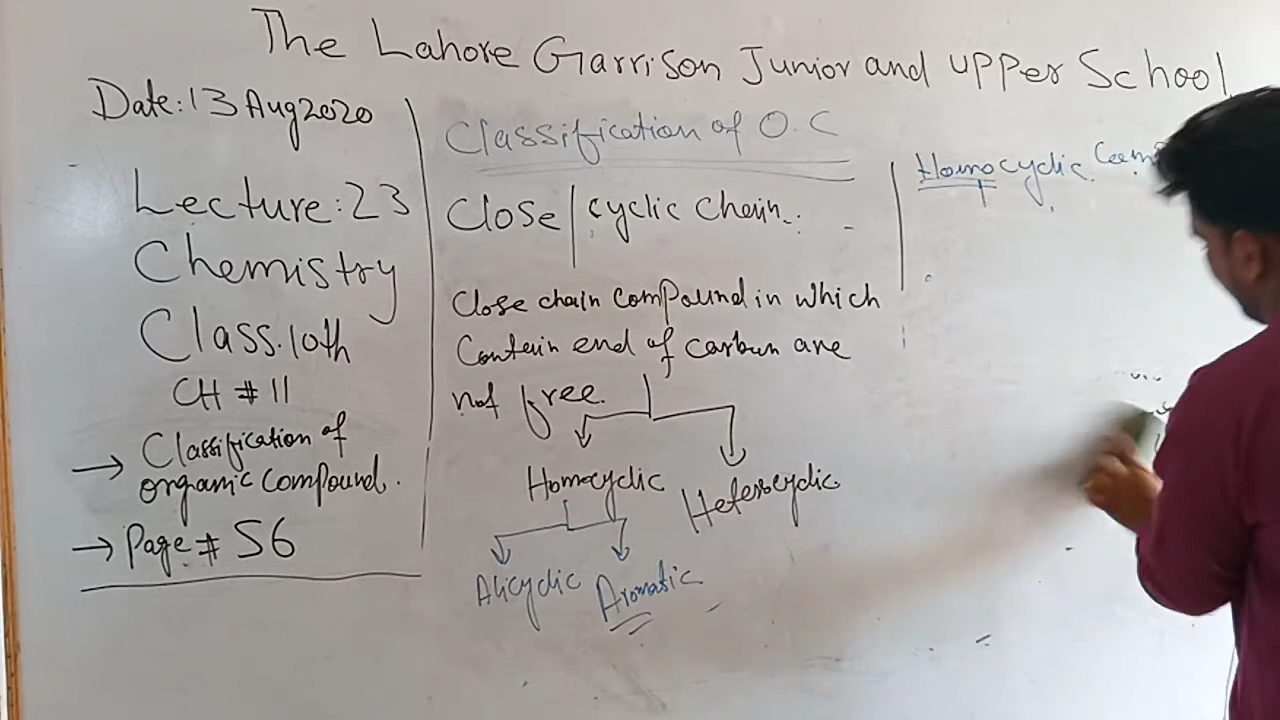 The Lahore Garrison Junior and upper School
Date: 13 Aug 2020
Lecture: 23
Chemistry
Class. 10th
CH # 11
→ Classification of
organic Compound.
→ Page # 56
Classification of O.C
Close / cyclic Chain.
Close chain compound in which
Contain end of carbun are
not free.
Homocyclic Heterocyclic
Alicyclic Aromatic
Homocyclic